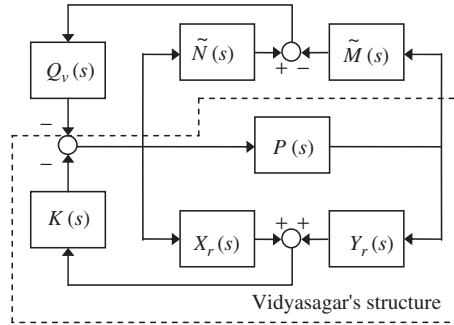 Ñ(s)
+ −
M̃(s)
Q_v(s)
−
−
P(s)
K(s)
X_r(s)
+ +
Y_r(s)
Vidyasagar's structure